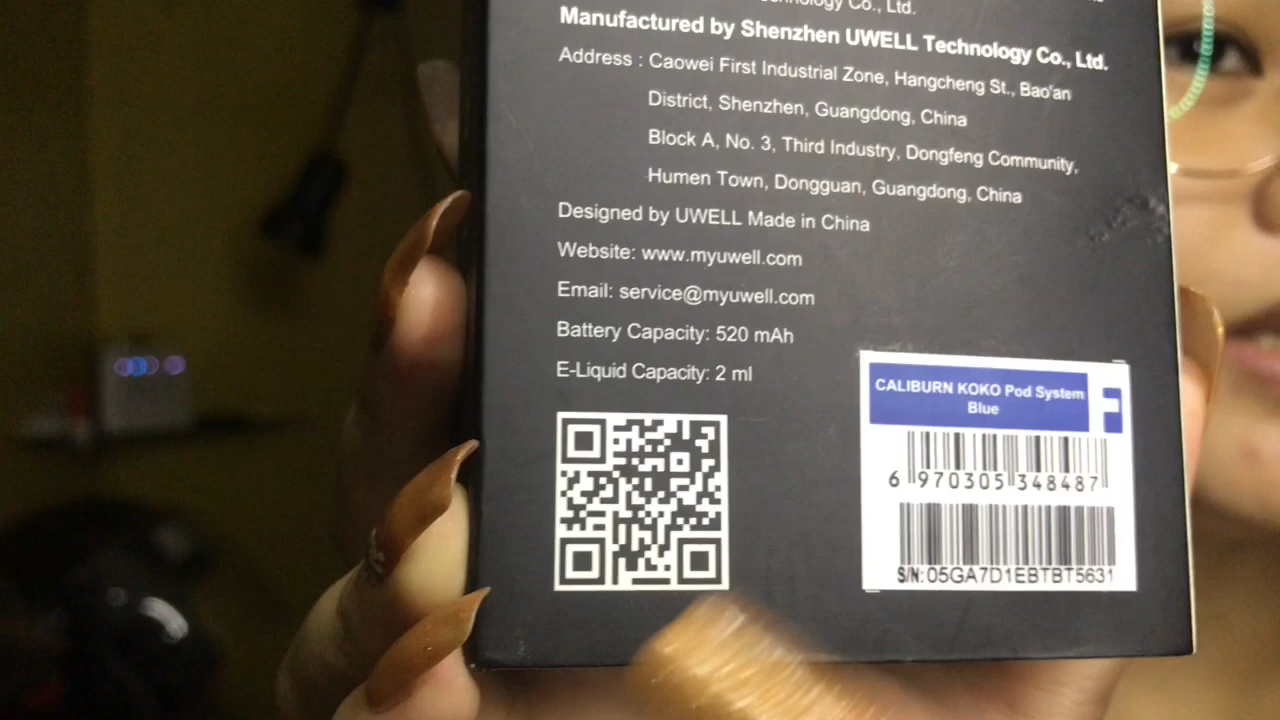 Co., Ltd.
Manufactured by Shenzhen UWELL Technology Co., Ltd.
Address : Caowei First Industrial Zone, Hangcheng St., Bao'an
District, Shenzhen, Guangdong, China
Block A, No. 3, Third Industry, Dongfeng Community,
Humen Town, Dongguan, Guangdong, China
Designed by UWELL Made in China
Website: www.myuwell.com
Email: service@myuwell.com
Battery Capacity: 520 mAh
E-Liquid Capacity: 2 ml
CALIBURN KOKO Pod System
Blue
F
6 970305 348487
S/N:05GA7D1EBTBT5631